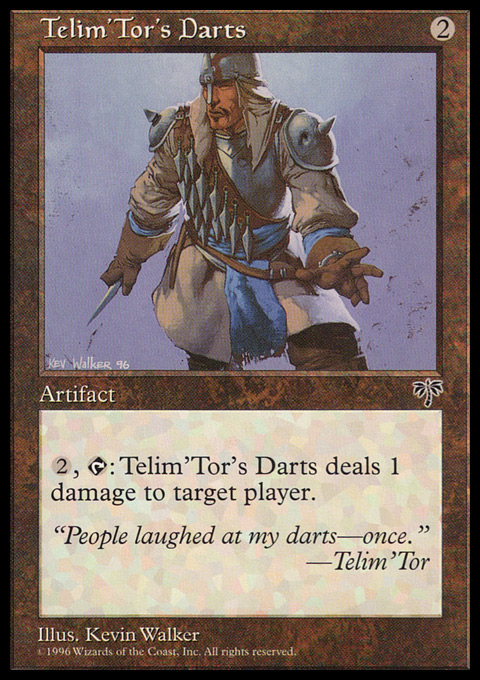 Telim'Tor's Darts 2
KEV WALKER 96
Artifact
2, : Telim'Tor's Darts deals 1
damage to target player.
“People laughed at my darts—once.”
—Telim'Tor
Illus. Kevin Walker
©1996 Wizards of the Coast, Inc. All rights reserved.